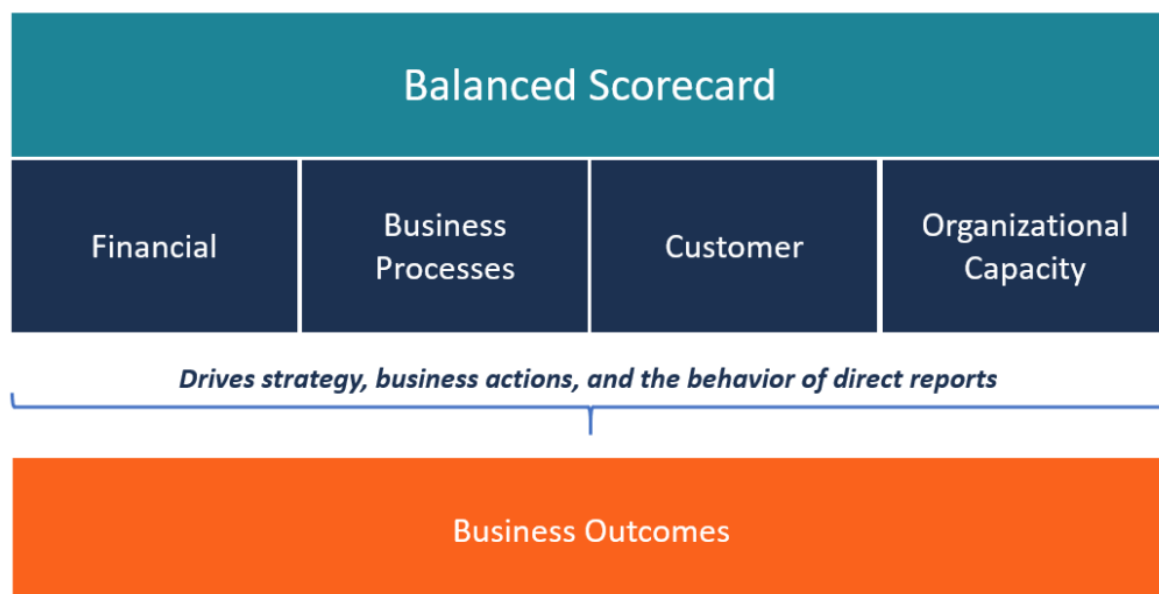 Balanced Scorecard
Financial
Business
Processes
Customer
Organizational
Capacity
Drives strategy, business actions, and the behavior of direct reports
Business Outcomes